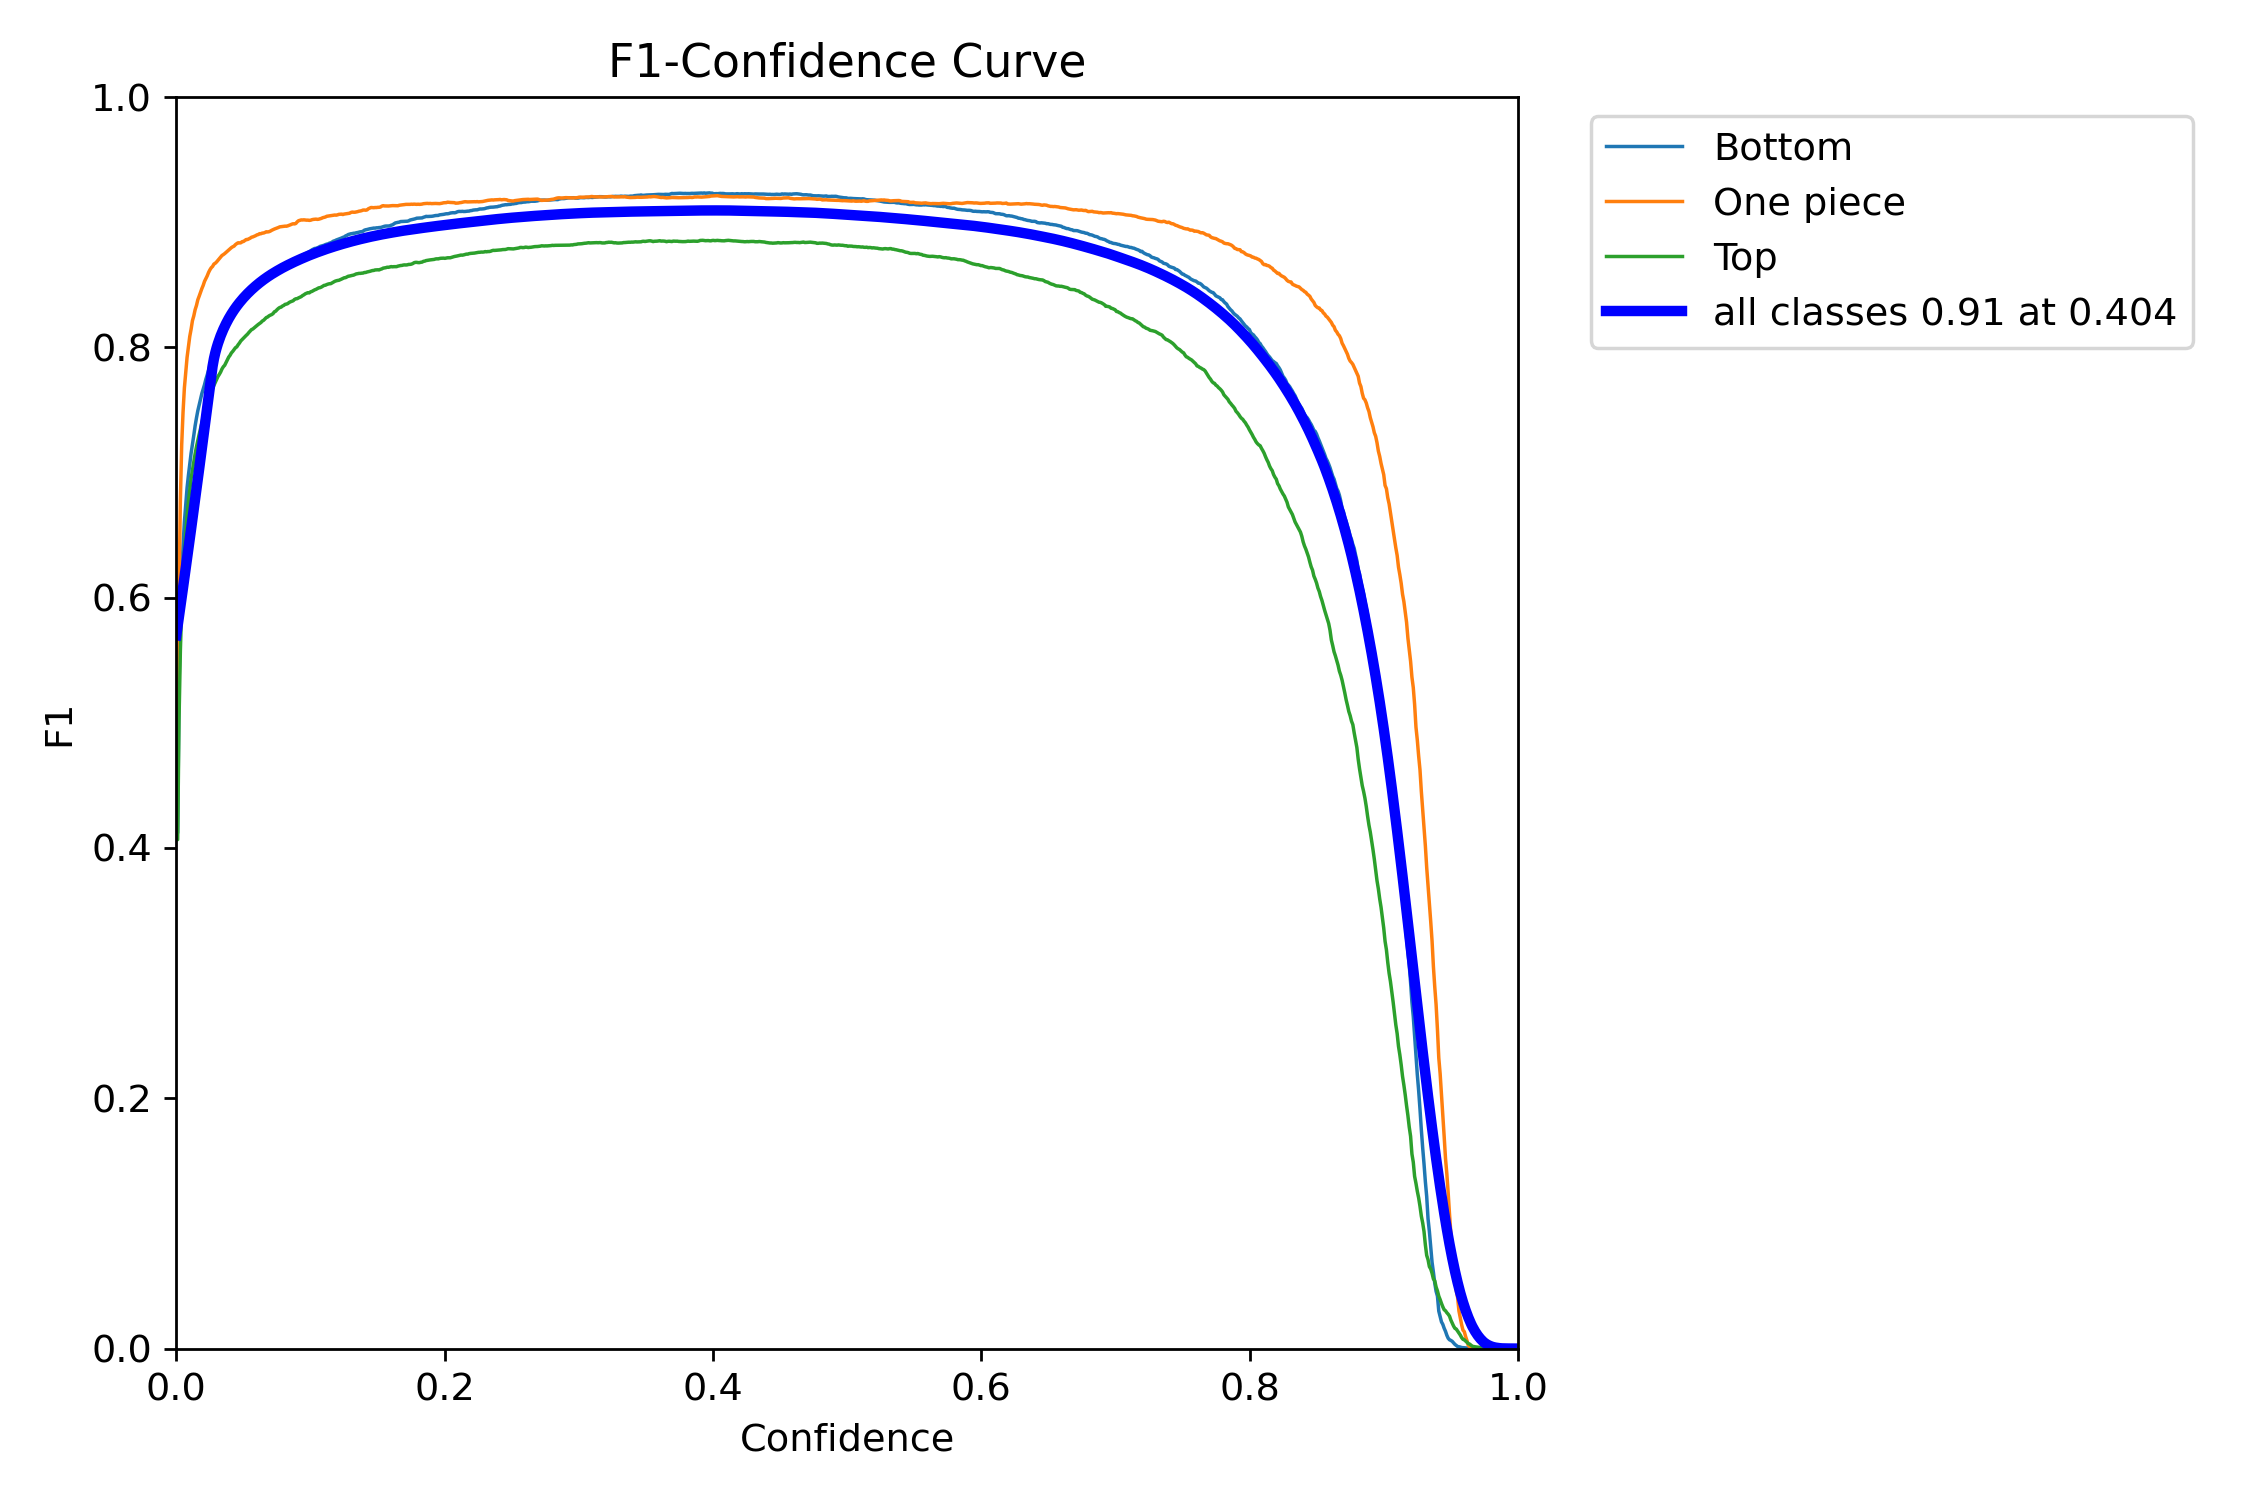 F1-Confidence Curve
1.0
0.8
0.6
0.4
0.2
0.0
F1
0.0 0.2 0.4 0.6 0.8 1.0
Confidence
Bottom
One piece
Top
all classes 0.91 at 0.404